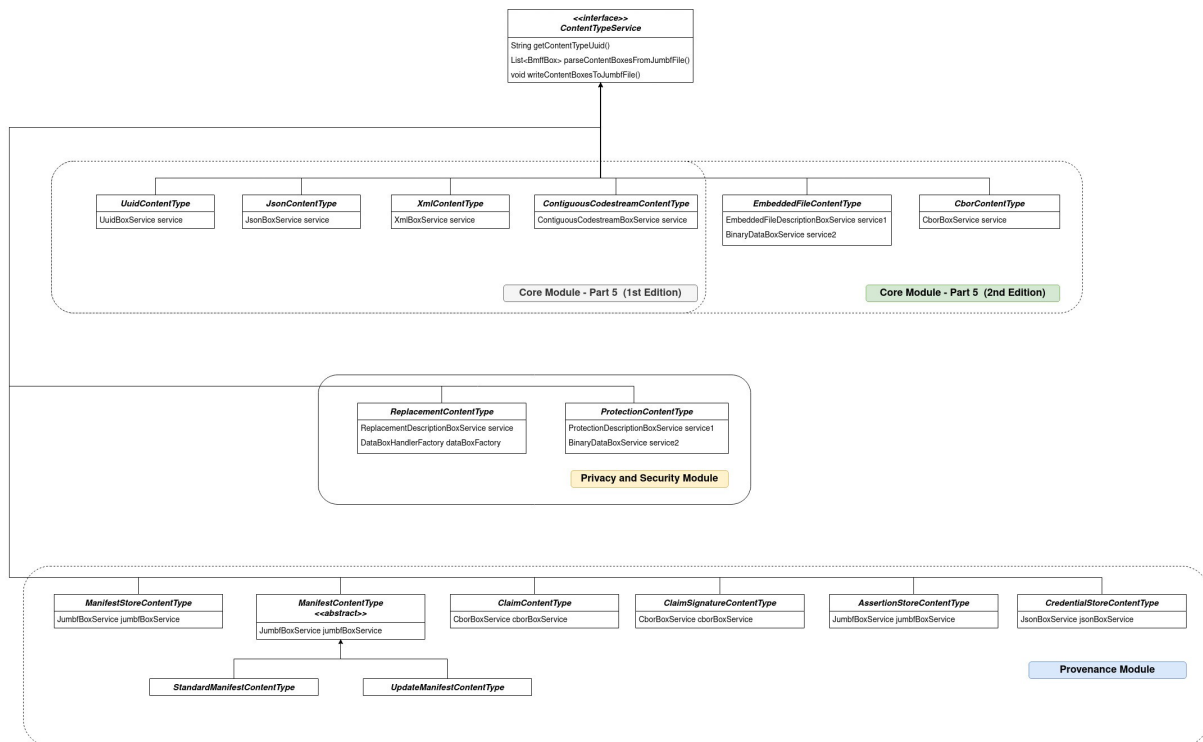 <<interface>>
ContentTypeService
String getContentTypeUuid()
List<BmffBox> parseContentBoxesFromJumbfFile()
void writeContentBoxesToJumbfFile()
UuidContentType
UuidBoxService service
JsonContentType
JsonBoxService service
XmlContentType
XmlBoxService service
ContiguousCodestreamContentType
ContiguousCodestreamBoxService service
EmbeddedFileContentType
EmbeddedFileDescriptionBoxService service1
BinaryDataBoxService service2
CborContentType
CborBoxService service
Core Module - Part 5 (1st Edition)
Core Module - Part 5 (2nd Edition)
ReplacementContentType
ReplacementDescriptionBoxService service
DataBoxHandlerFactory dataBoxFactory
ProtectionContentType
ProtectionDescriptionBoxService service1
BinaryDataBoxService service2
Privacy and Security Module
ManifestStoreContentType
JumbfBoxService jumbfBoxService
ManifestContentType
<<abstract>>
JumbfBoxService jumbfBoxService
ClaimContentType
CborBoxService cborBoxService
ClaimSignatureContentType
CborBoxService cborBoxService
AssertionStoreContentType
JumbfBoxService jumbfBoxService
CredentialStoreContentType
JsonBoxService jsonBoxService
StandardManifestContentType
UpdateManifestContentType
Provenance Module